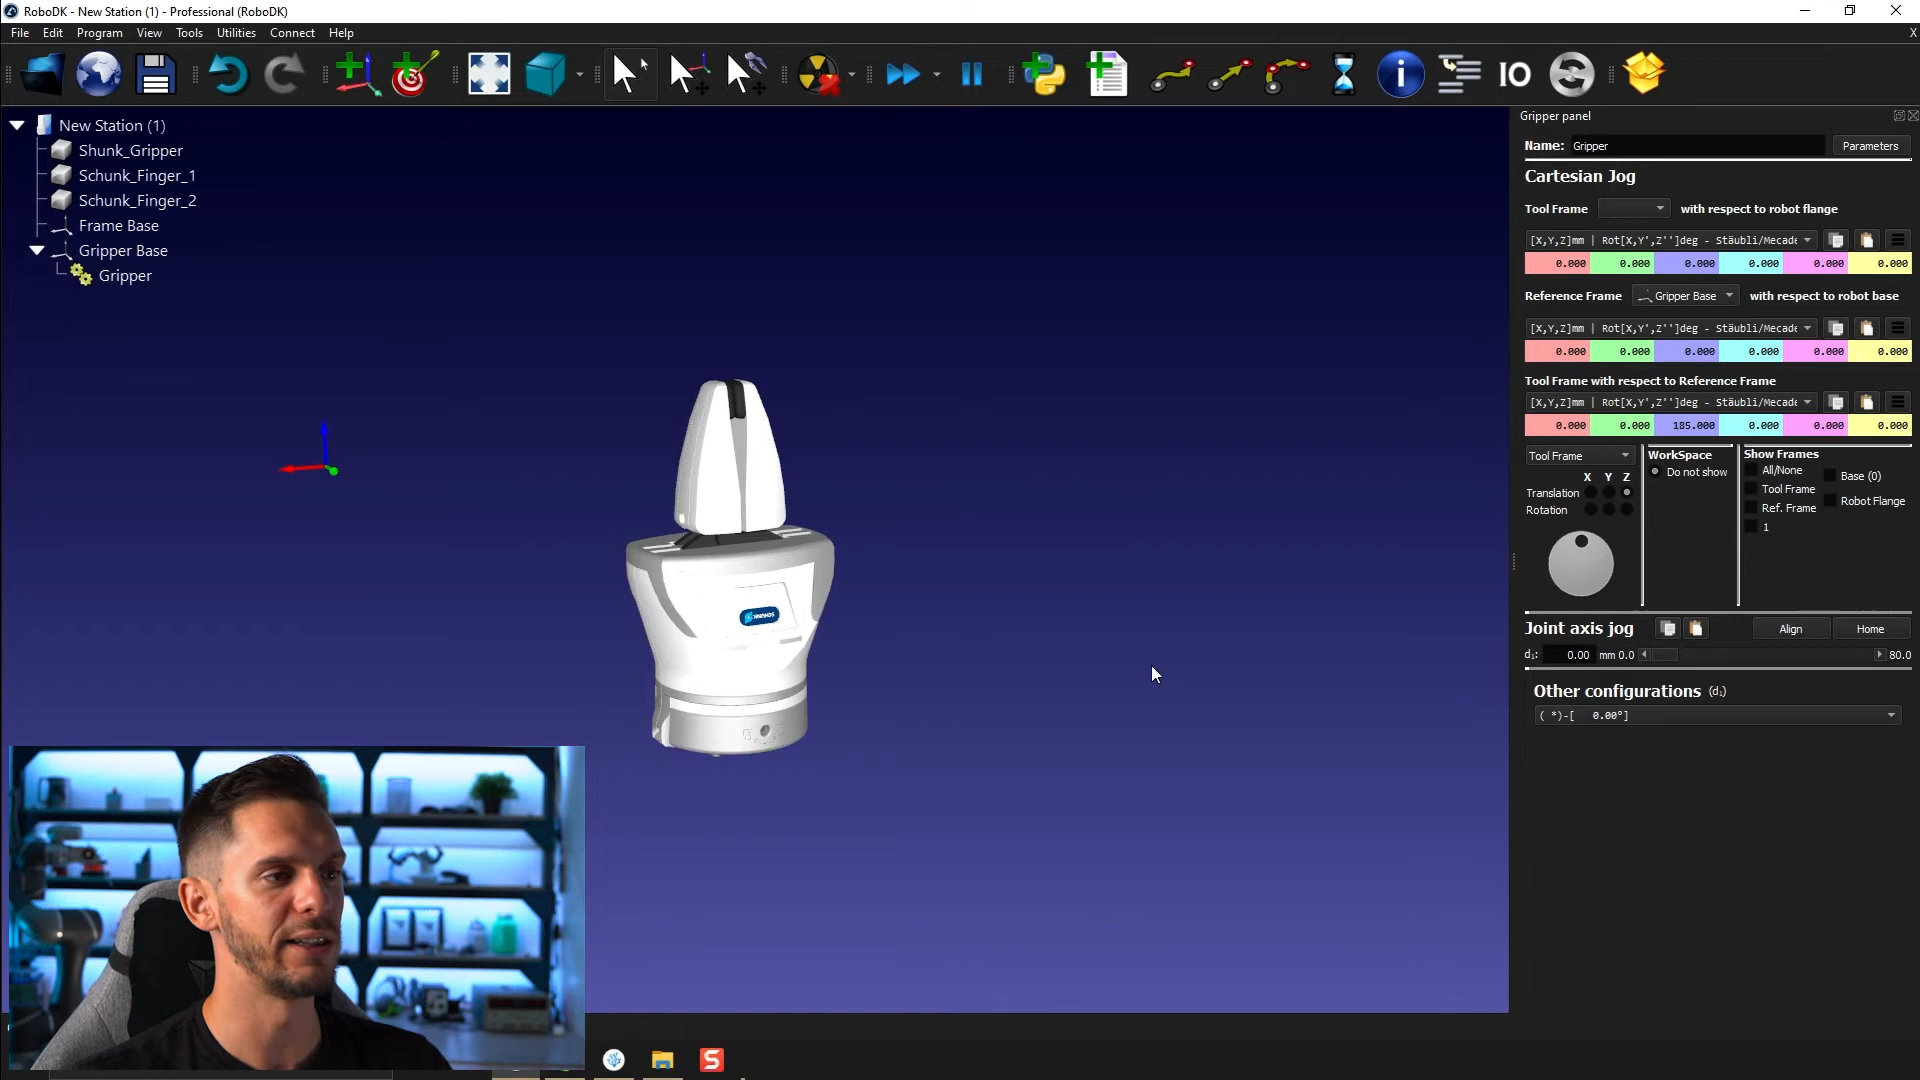 RoboDK - New Station (1) - Professional (RoboDK)
File Edit Program View Tools Utilities Connect Help X
IO
New Station (1)
Shunk_Gripper
Schunk_Finger_1
Schunk_Finger_2
Frame Base
Gripper Base
Gripper
SCHUNK
Gripper panel
Name: Gripper Parameters
Cartesian Jog
Tool Frame with respect to robot flange
[X,Y,Z]mm | Rot[X,Y',Z'']deg - Stäubli/Mecade
0.000 0.000 0.000 0.000 0.000 0.000
Reference Frame Gripper Base with respect to robot base
[X,Y,Z]mm | Rot[X,Y',Z'']deg - Stäubli/Mecade
0.000 0.000 0.000 0.000 0.000 0.000
Tool Frame with respect to Reference Frame
[X,Y,Z]mm | Rot[X,Y',Z'']deg - Stäubli/Mecade
0.000 0.000 185.000 0.000 0.000 0.000
Tool Frame
X Y Z
Translation
Rotation
WorkSpace
Do not show
Show Frames
All/None Base (0)
Tool Frame
Robot Flange
Ref. Frame
1
Joint axis jog Align Home
d₁: 0.00 mm 0.0 80.0
Other configurations (d₁)
( *)-[ 0.00°]
S